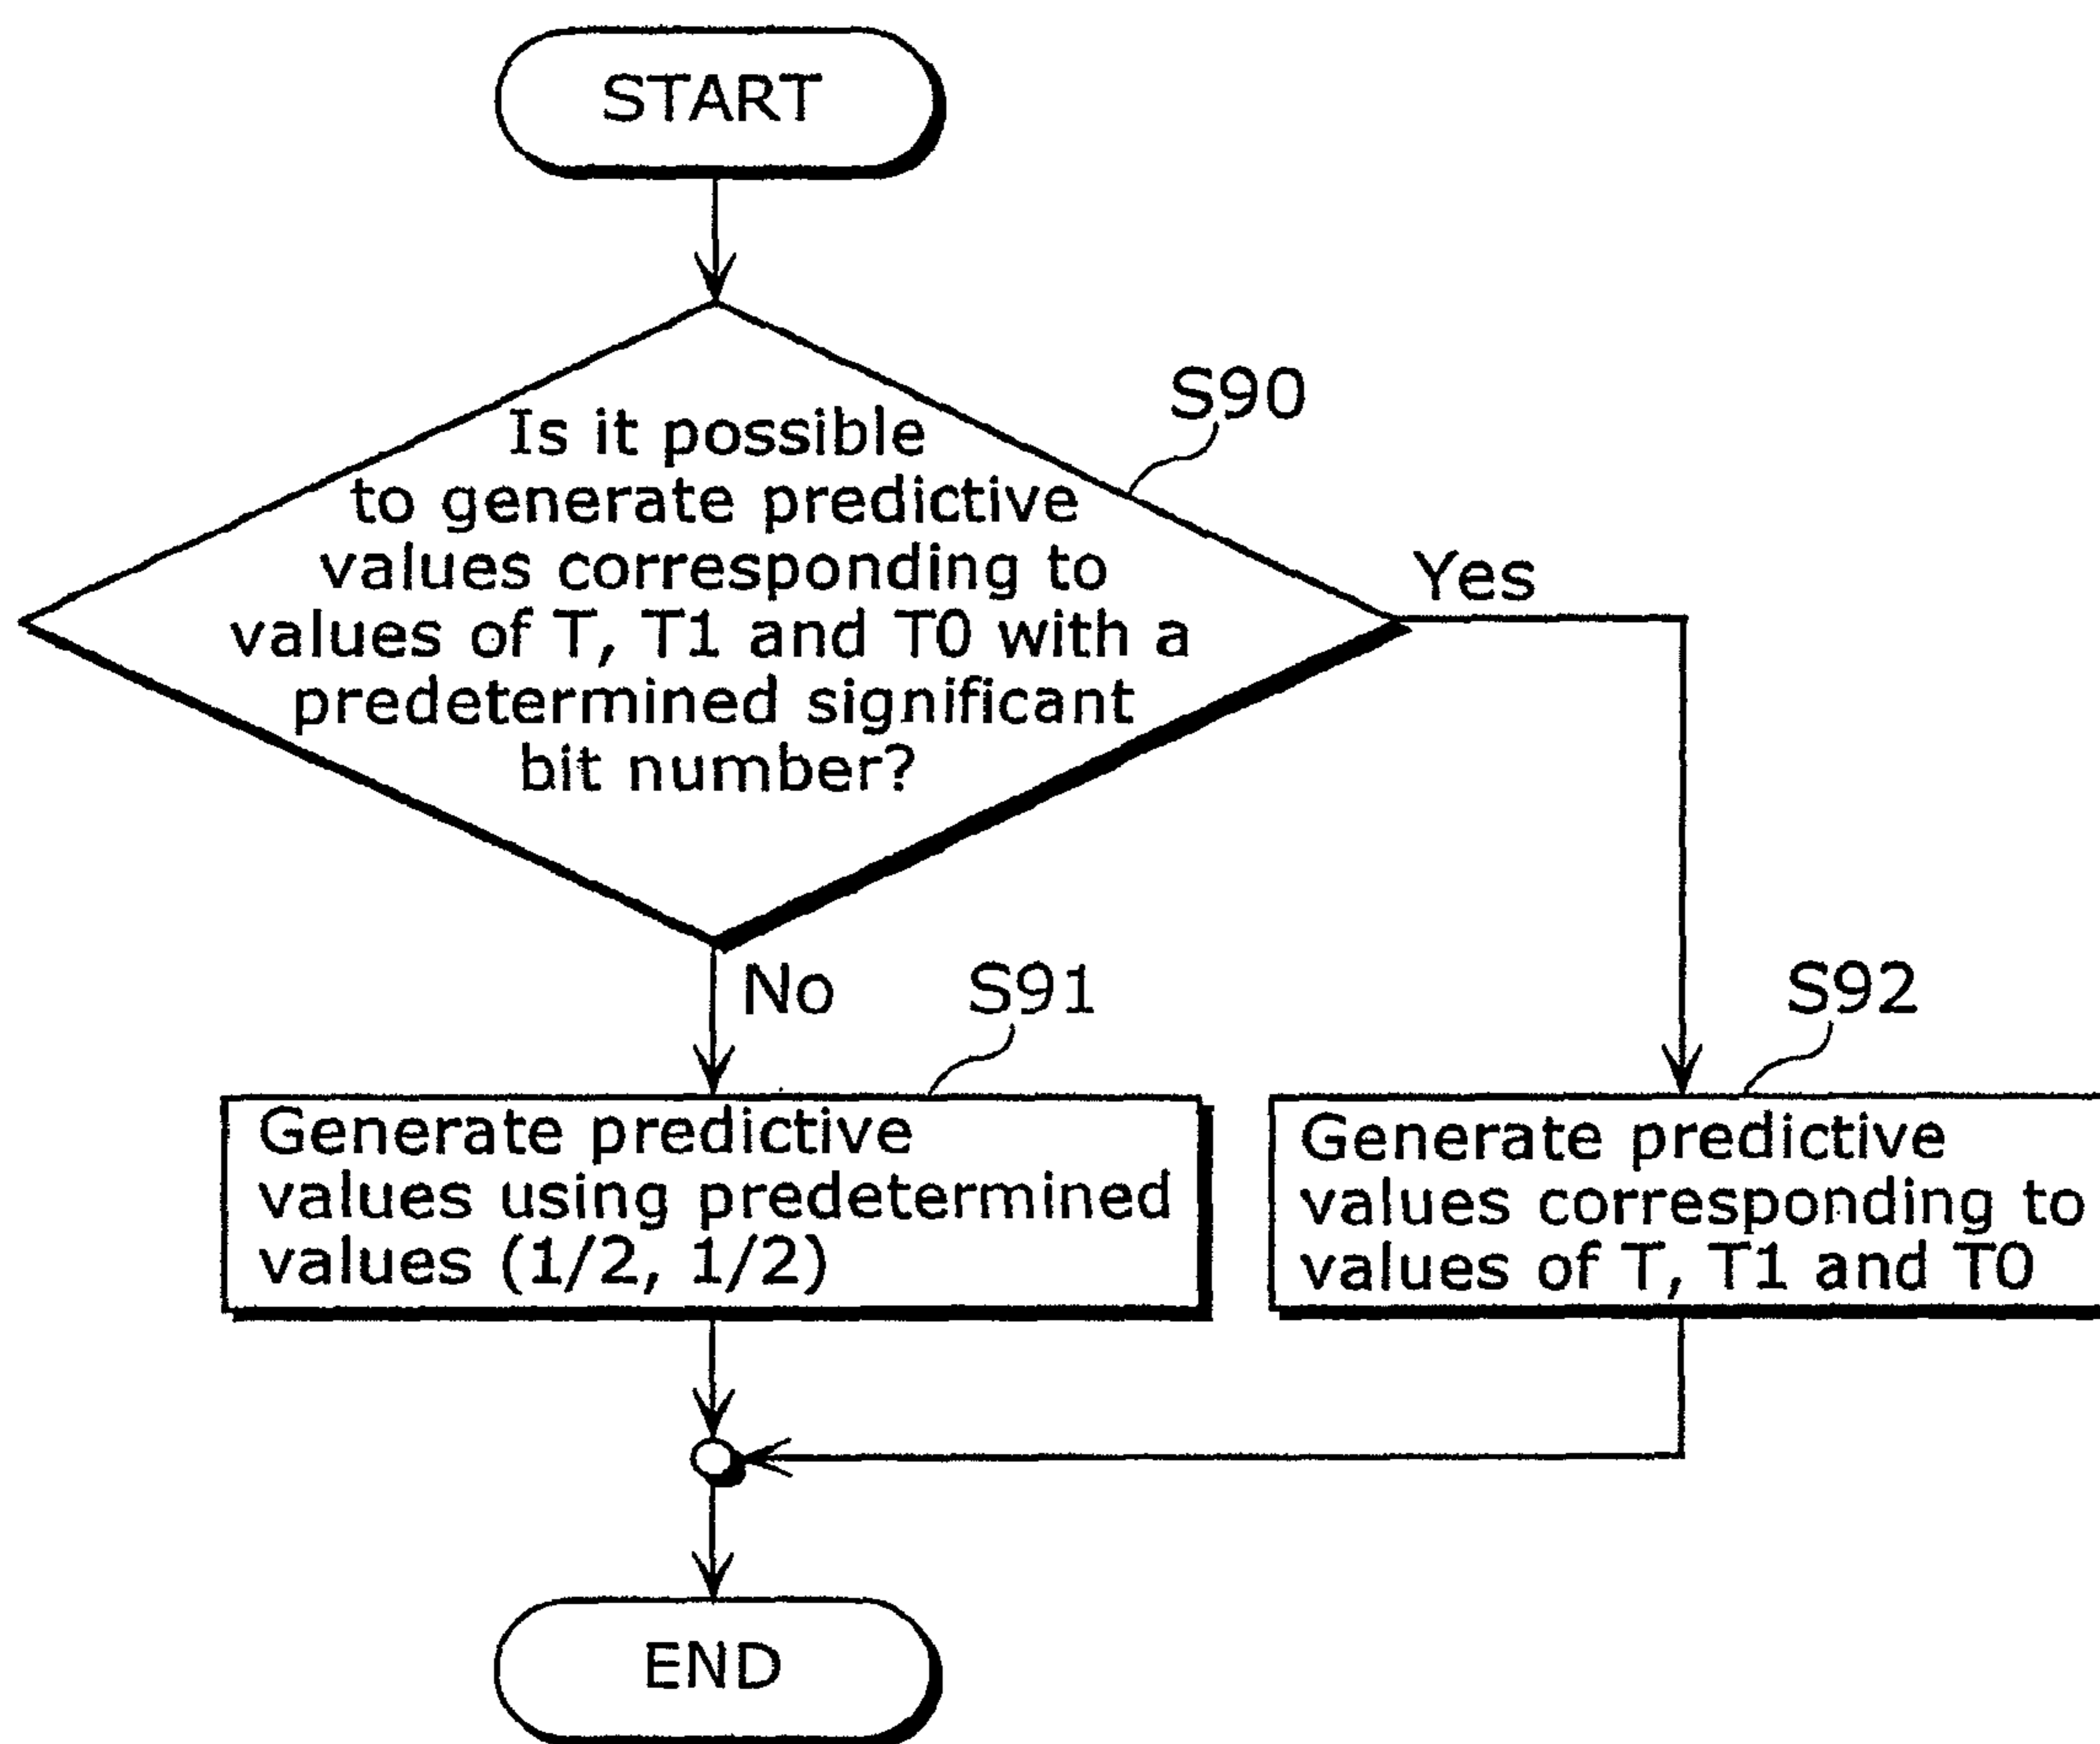 START
S90
Is it possible
to generate predictive
values corresponding to
values of T, T1 and T0 with a
predetermined significant
bit number?
Yes
No
S91
S92
Generate predictive
values using predetermined
values (1/2, 1/2)
Generate predictive
values corresponding to
values of T, T1 and T0
END